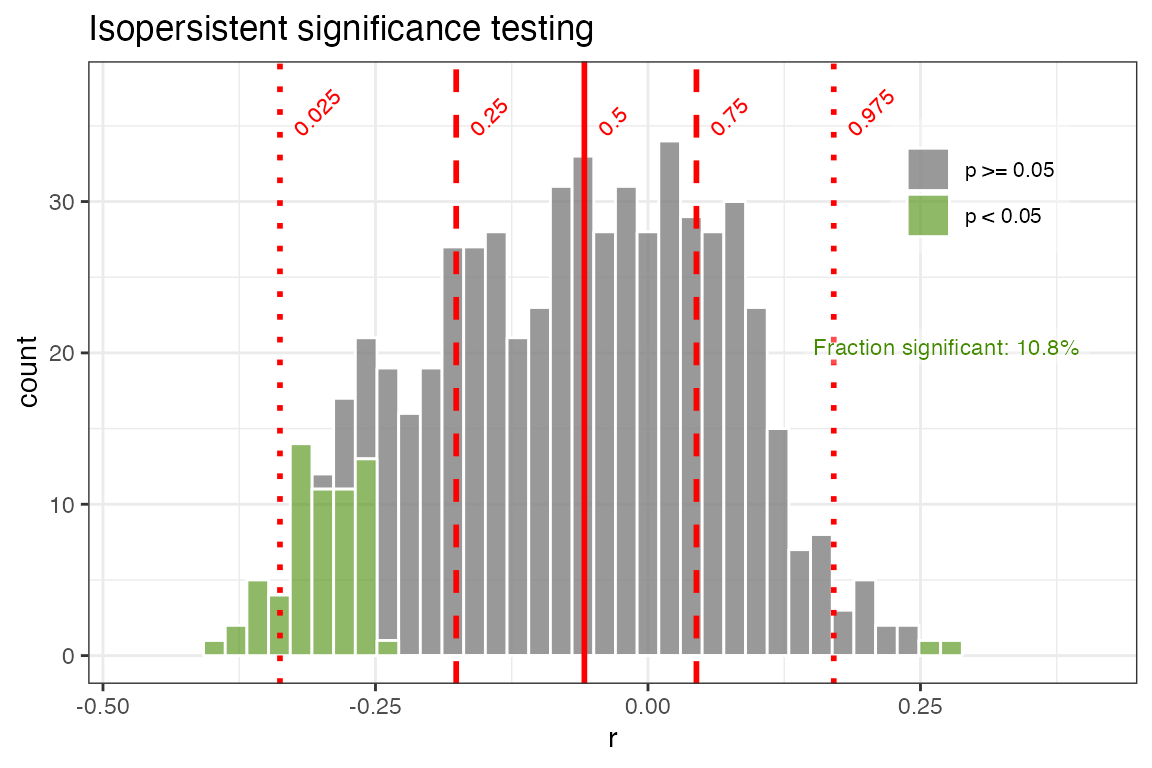 Isopersistent significance testing
0.025
0.25
0.5
0.75
0.975
p >= 0.05
p < 0.05
Fraction significant: 10.8%
30
20
10
0
count
-0.50
-0.25
0.00
0.25
r